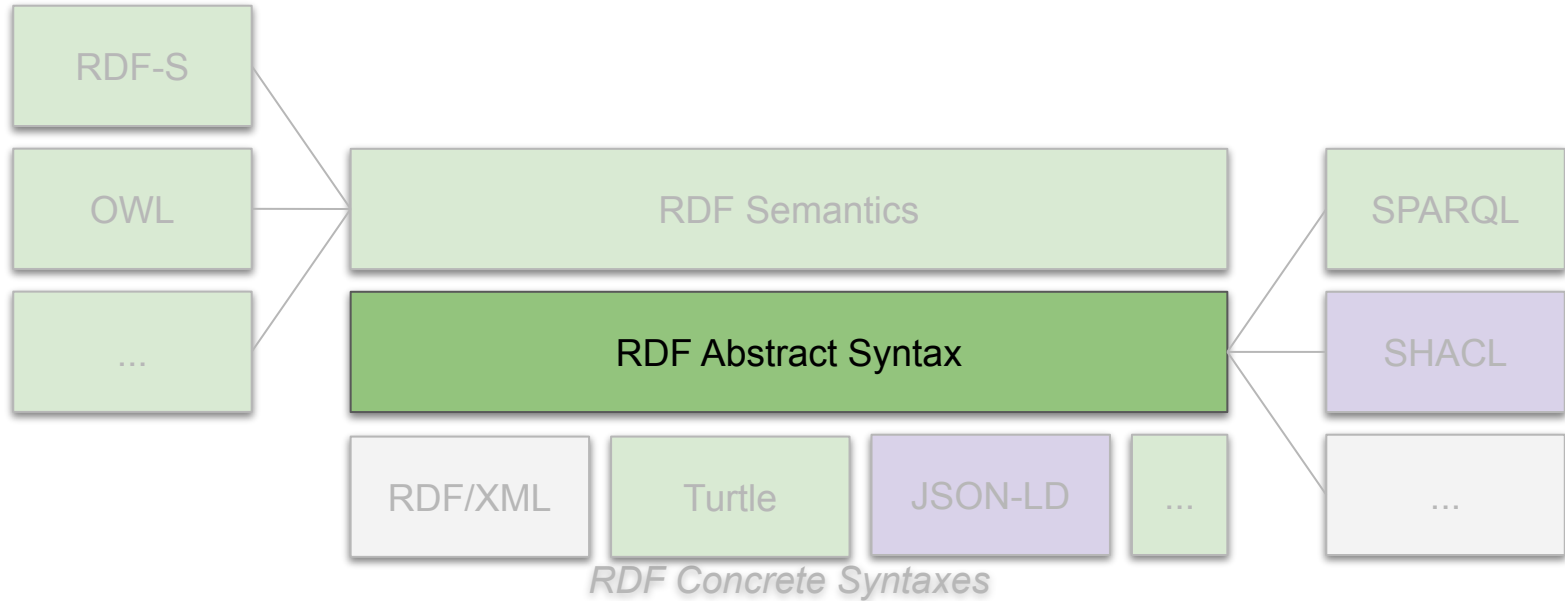 RDF-S
OWL
RDF Semantics
SPARQL
...
RDF Abstract Syntax
SHACL
RDF/XML
Turtle
JSON-LD
...
...
RDF Concrete Syntaxes